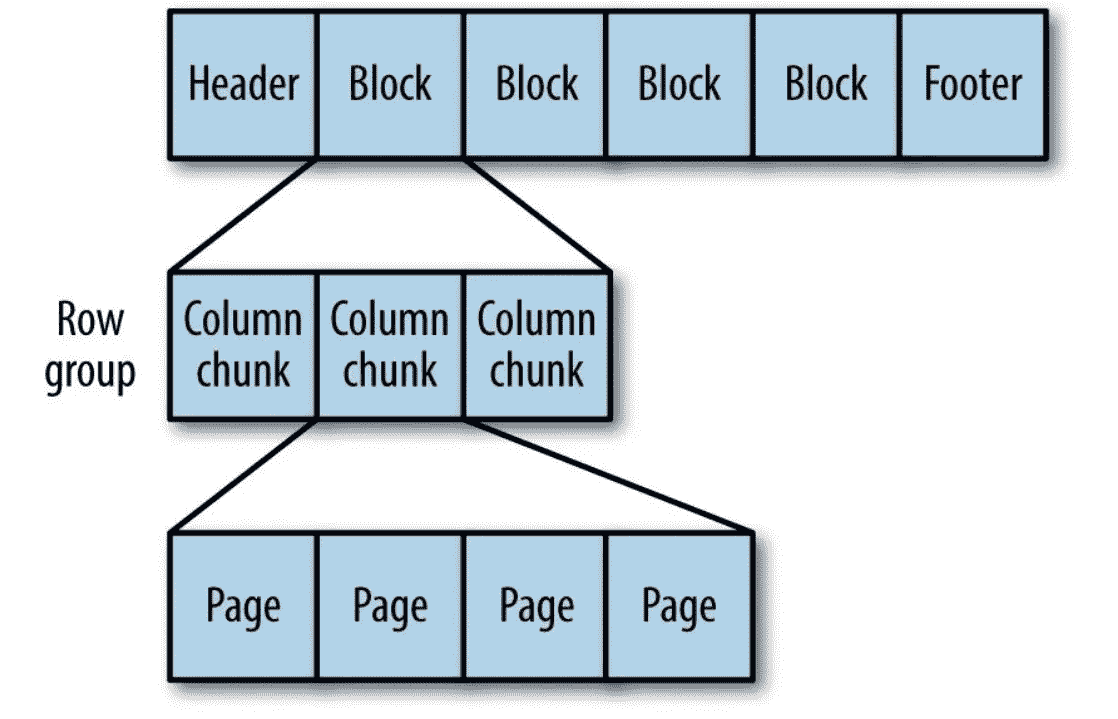 Header Block Block Block Block Footer
Row
group
Column Column Column
chunk chunk chunk
Page Page Page Page